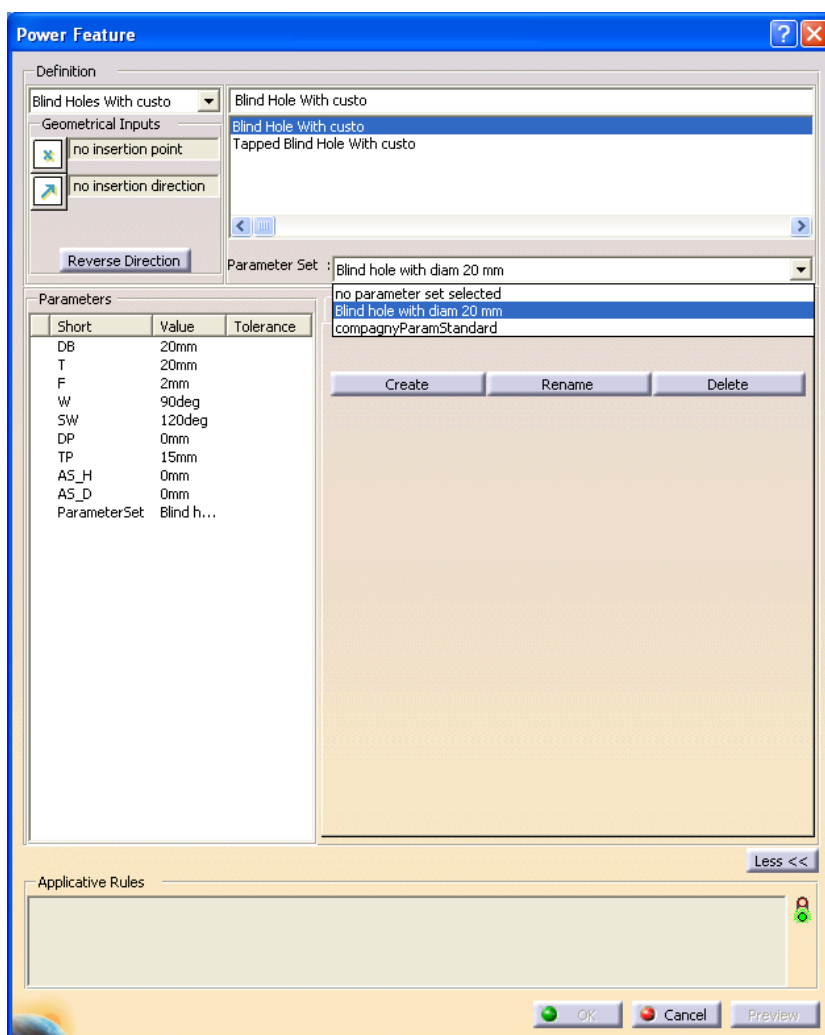 Power Feature
Definition
Blind Holes With custo
Blind Hole With custo
Geometrical Inputs
no insertion point
no insertion direction
Reverse Direction
Blind Hole With custo
Tapped Blind Hole With custo
Parameter Set :
Blind hole with diam 20 mm
no parameter set selected
Blind hole with diam 20 mm
compagnyParamStandard
Parameters
Short Value Tolerance
DB 20mm
T 20mm
F 2mm
W 90deg
SW 120deg
DP 0mm
TP 15mm
AS_H 0mm
AS_D 0mm
ParameterSet Blind h...
Create Rename Delete
Less <<
Applicative Rules
OK Cancel Preview